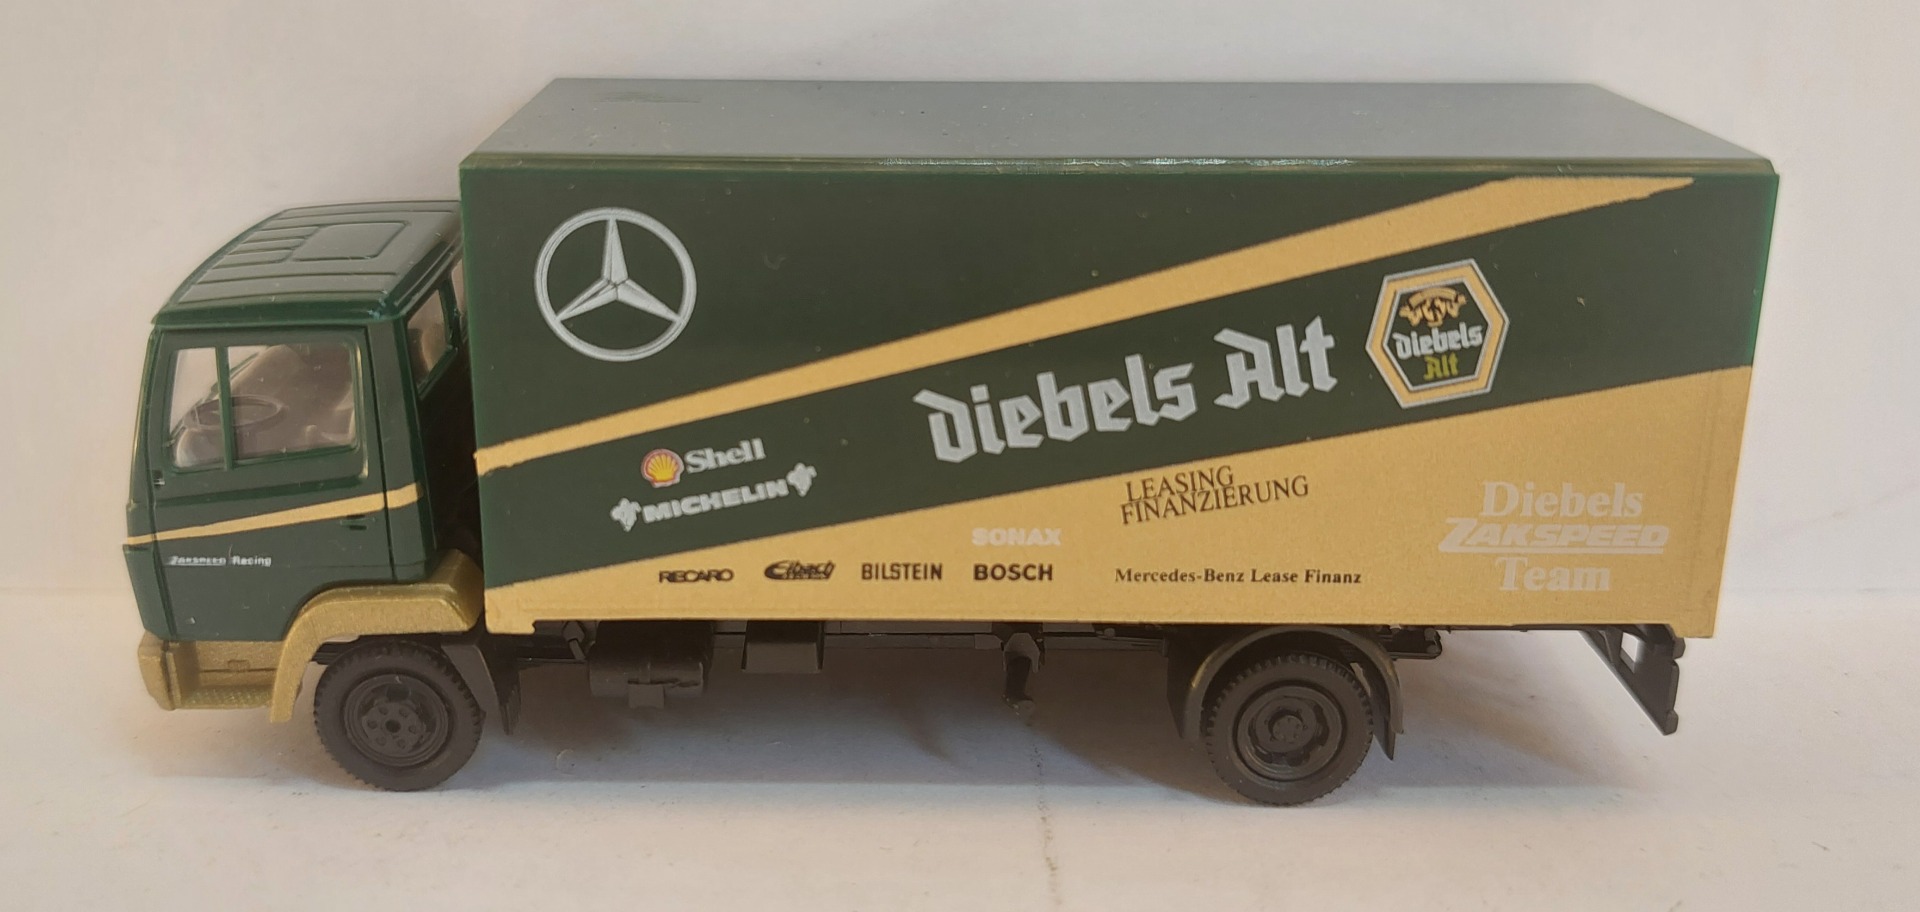 Diebels Alt
diebels
Alt
Shell
MICHELIN
LEASING
FINANZIERUNG
SONAX
RECARO
BILSTEIN
BOSCH
Mercedes-Benz Lease Finanz
Diebels
ZAKSPEED
Team
ZAKSPEED Racing